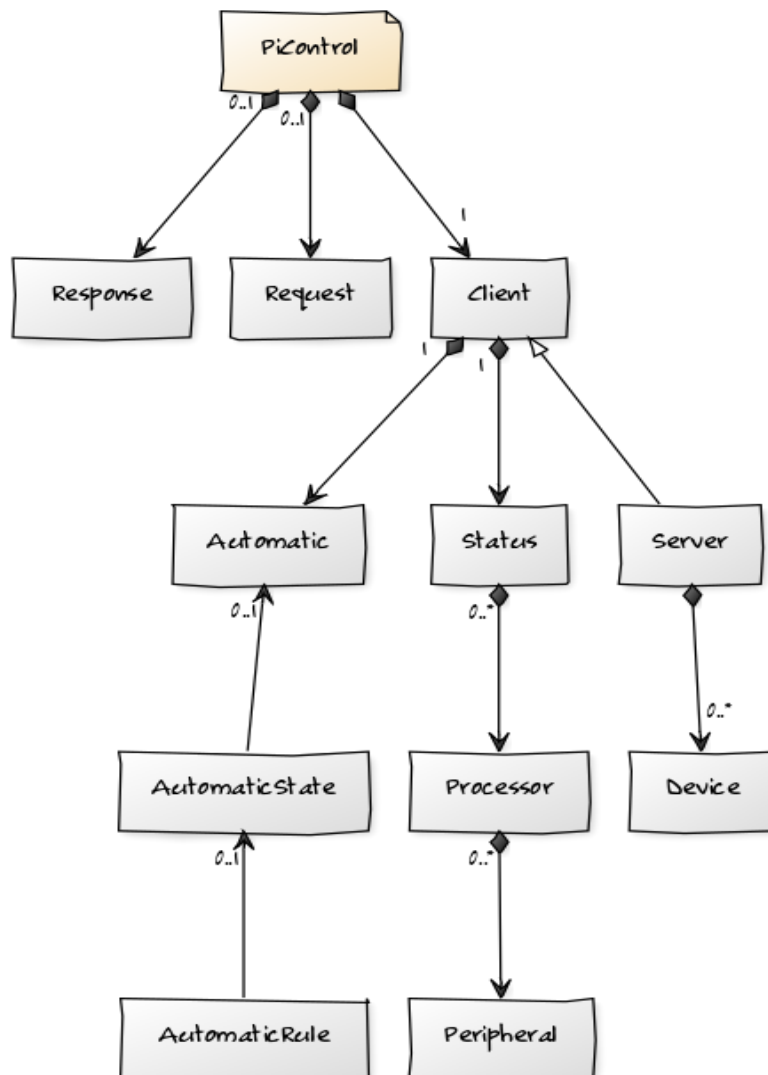 PiControl
0..1
0..1
1
Response
Request
Client
1
1
Automatic
Status
Server
0..1
0..*
0..*
AutomaticState
Processor
Device
0..1
0..*
AutomaticRule
Peripheral